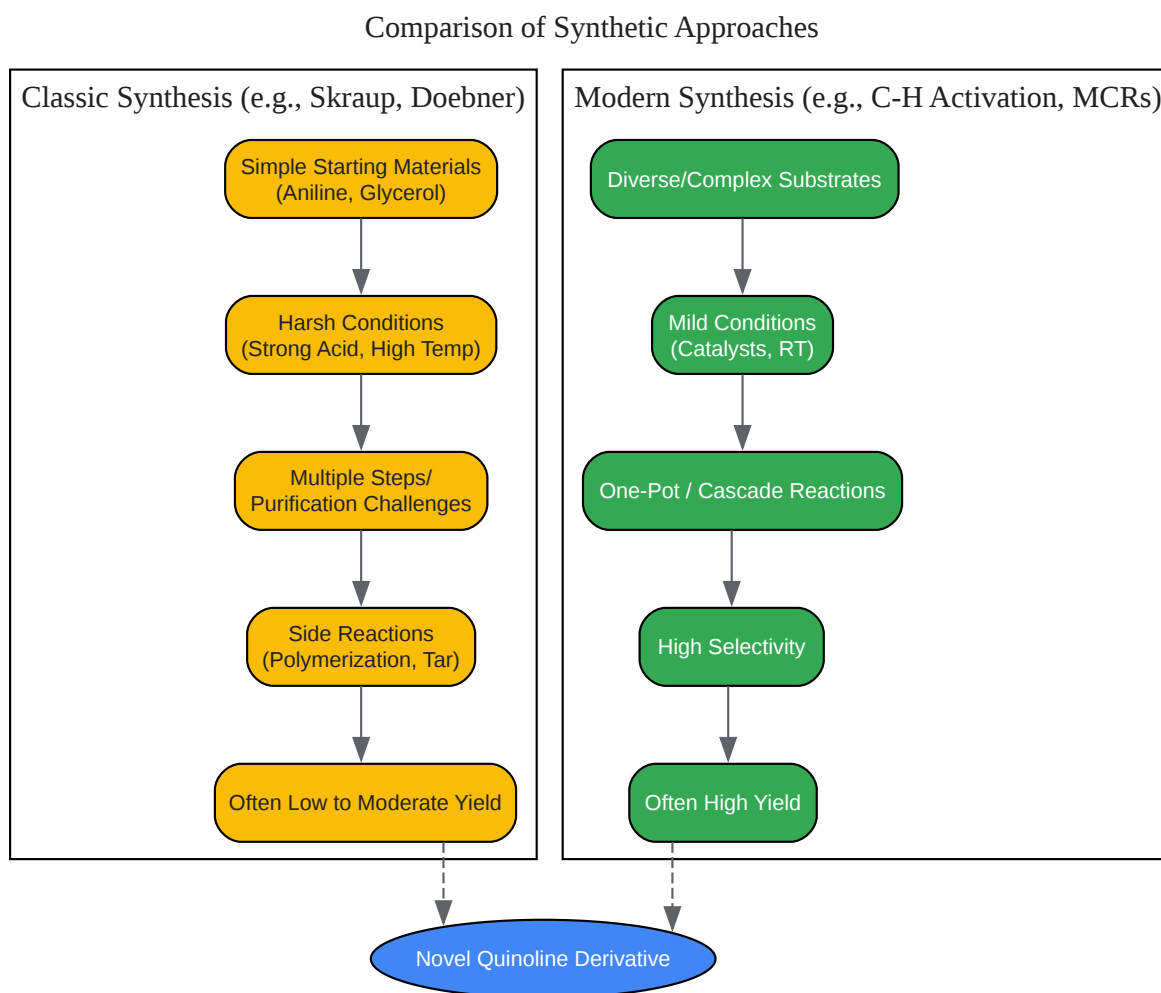 Comparison of Synthetic Approaches
Classic Synthesis (e.g., Skraup, Doebner)
Simple Starting Materials
(Aniline, Glycerol)
Harsh Conditions
(Strong Acid, High Temp)
Multiple Steps/
Purification Challenges
Side Reactions
(Polymerization, Tar)
Often Low to Moderate Yield
Modern Synthesis (e.g., C-H Activation, MCRs)
Diverse/Complex Substrates
Mild Conditions
(Catalysts, RT)
One-Pot / Cascade Reactions
High Selectivity
Often High Yield
Novel Quinoline Derivative